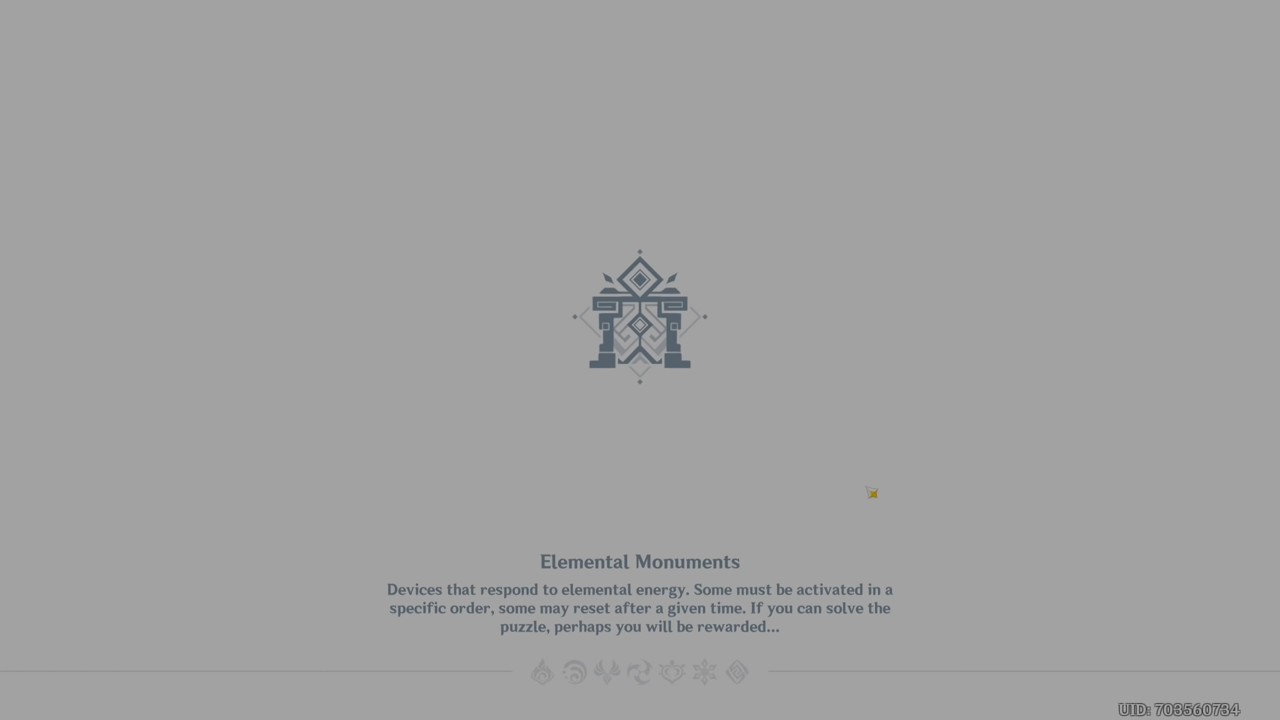 Elemental Monuments
Devices that respond to elemental energy. Some must be activated in a
specific order, some may reset after a given time. If you can solve the
puzzle, perhaps you will be rewarded...
UID: 703560734